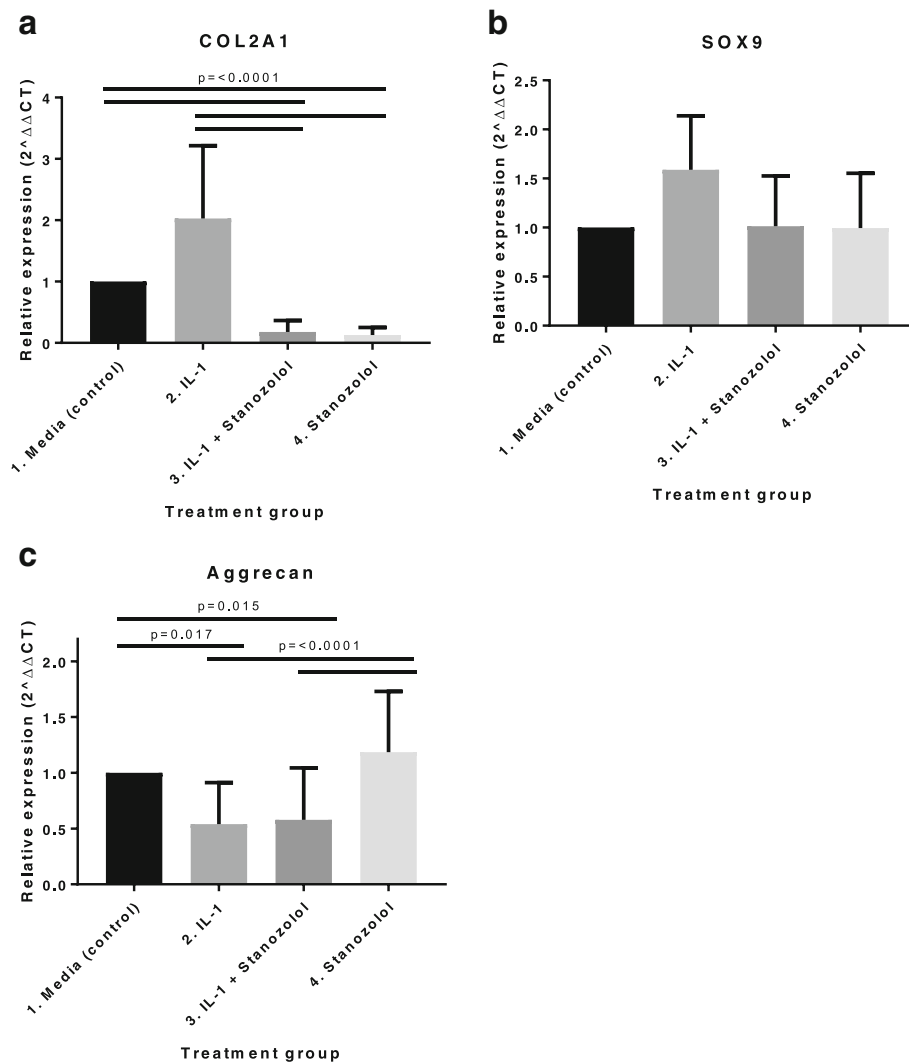 a
COL2A1
p=<0.0001
Relative expression (2^ΔΔCT)
4
3
2
1
0
1. Media (control)
2. IL-1
3. IL-1 + Stanozolol
4. Stanozolol
Treatment group
b
SOX9
Relative expression (2^ΔΔCT)
2.5
2.0
1.5
1.0
0.5
0.0
1. Media (control)
2. IL-1
3. IL-1 + Stanozolol
4. Stanozolol
Treatment group
c
Aggrecan
p=0.015
p=0.017
p=<0.0001
Relative expression (2^ΔΔCT)
2.0
1.5
1.0
0.5
0.0
1. Media (control)
2. IL-1
3. IL-1 + Stanozolol
4. Stanozolol
Treatment group